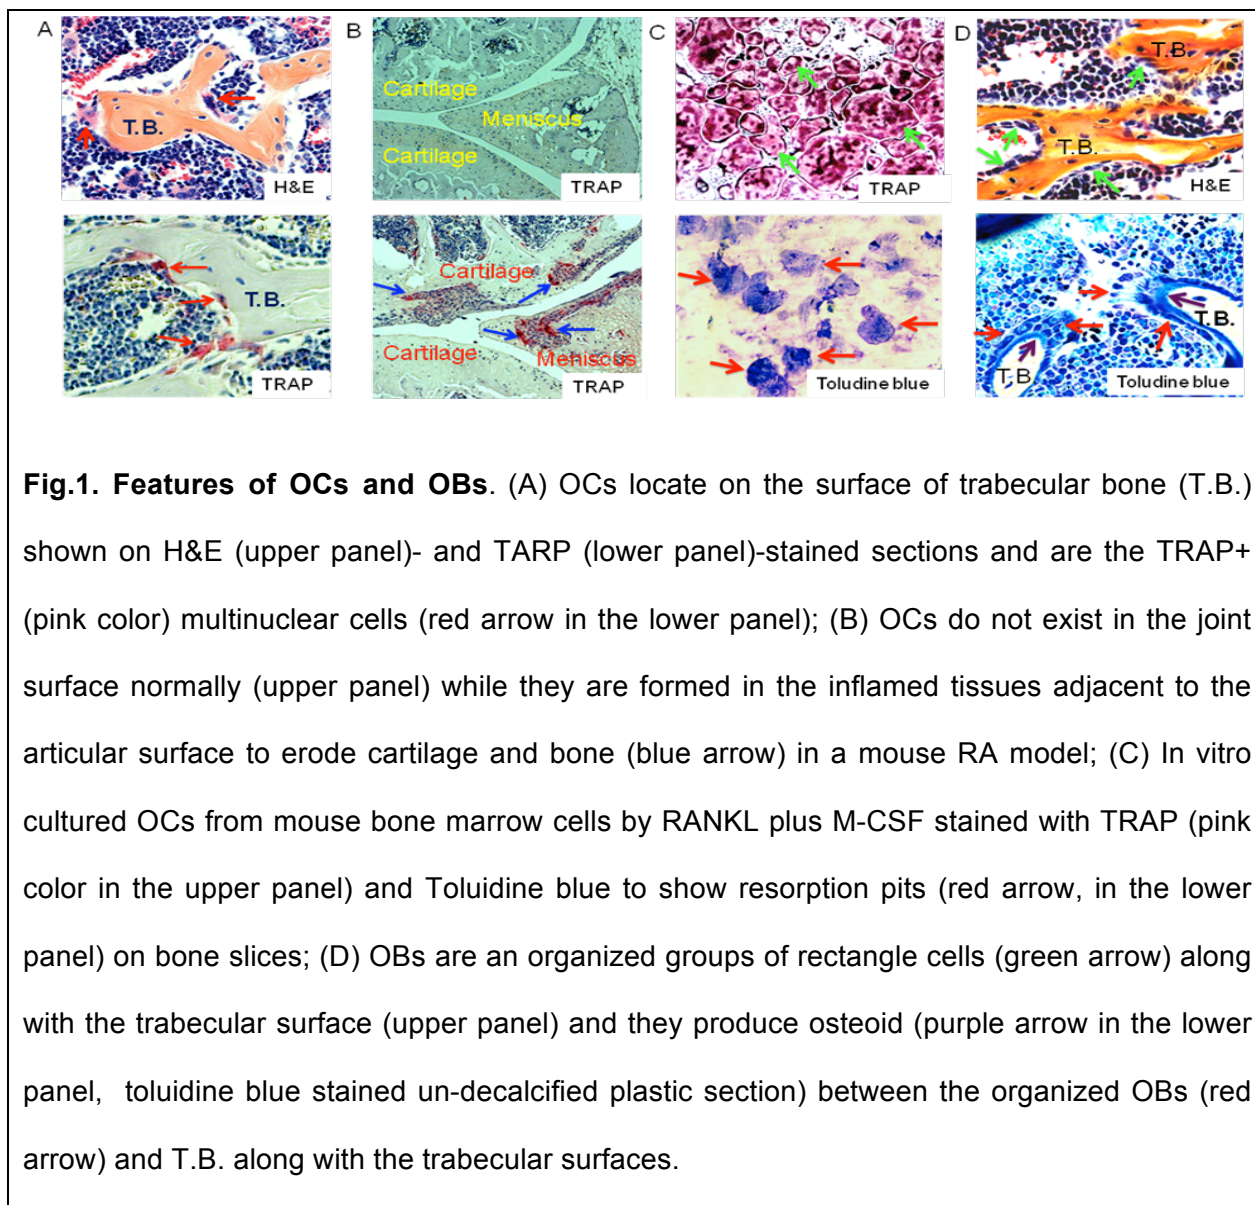 A
B
C
D
T.B.
H&E
Cartilage
Meniscus
Cartilage
TRAP
TRAP
T.B.
T.B.
H&E
T.B.
TRAP
Cartilage
Cartilage
Meniscus
TRAP
Toludine blue
T.B.
T.B.
Toludine blue
Fig.1. Features of OCs and OBs. (A) OCs locate on the surface of trabecular bone (T.B.)
shown on H&E (upper panel)- and TARP (lower panel)-stained sections and are the TRAP+
(pink color) multinuclear cells (red arrow in the lower panel); (B) OCs do not exist in the joint
surface normally (upper panel) while they are formed in the inflamed tissues adjacent to the
articular surface to erode cartilage and bone (blue arrow) in a mouse RA model; (C) In vitro
cultured OCs from mouse bone marrow cells by RANKL plus M-CSF stained with TRAP (pink
color in the upper panel) and Toluidine blue to show resorption pits (red arrow, in the lower
panel) on bone slices; (D) OBs are an organized groups of rectangle cells (green arrow) along
with the trabecular surface (upper panel) and they produce osteoid (purple arrow in the lower
panel, toluidine blue stained un-decalcified plastic section) between the organized OBs (red
arrow) and T.B. along with the trabecular surfaces.